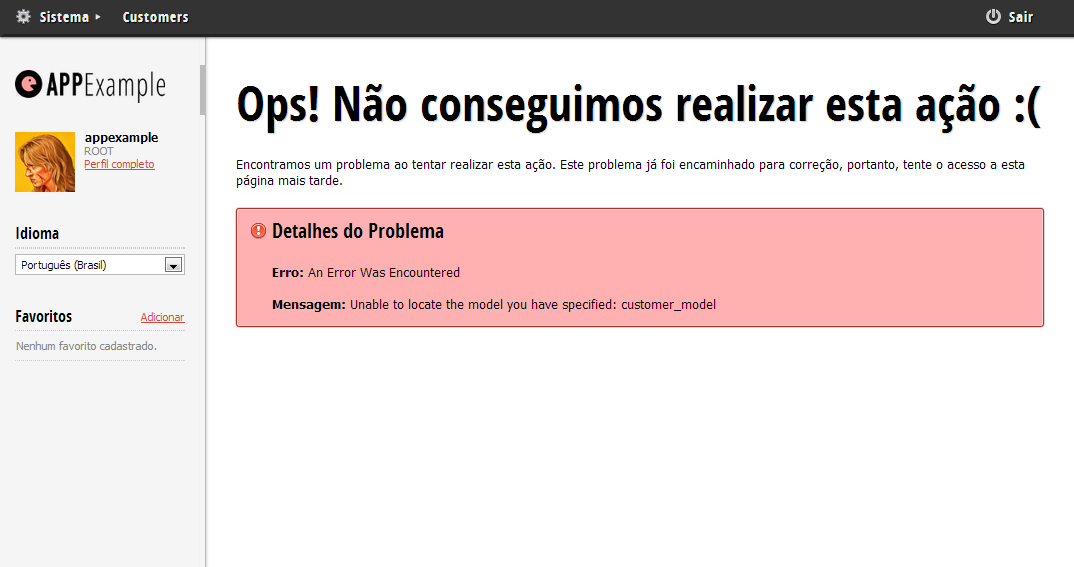 Sistema
Customers
Sair
APPExample
appexample
ROOT
Perfil completo
Idioma
Português (Brasil)
Favoritos
Adicionar
Nenhum favorito cadastrado.
Ops! Não conseguimos realizar esta ação :(
Encontramos um problema ao tentar realizar esta ação. Este problema já foi encaminhado para correção, portanto, tente o acesso a esta
página mais tarde.
Detalhes do Problema
Erro: An Error Was Encountered
Mensagem: Unable to locate the model you have specified: customer_model